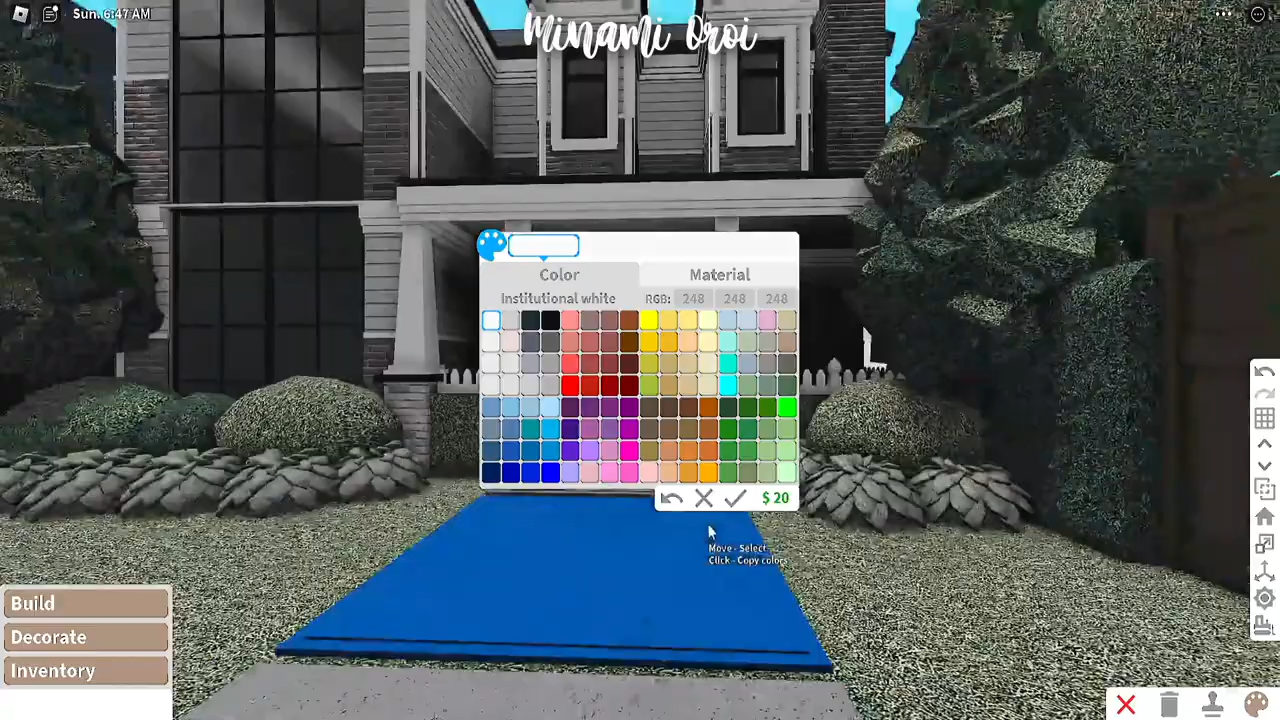 Sun. 6:47 AM
Minami Oroi
Color
Material
Institutional white
RGB: 248 248 248
$ 20
Move - Select
Click - Copy color
Build
Decorate
Inventory